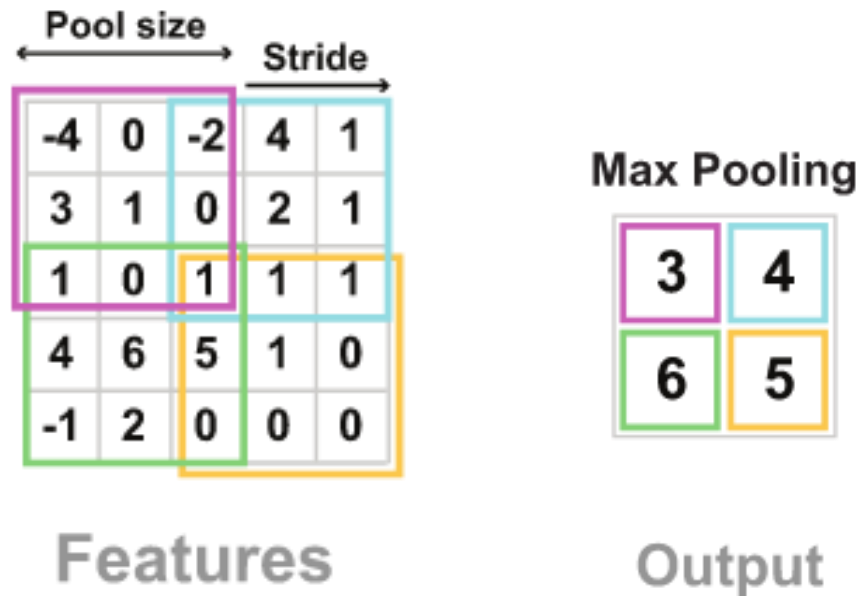 Pool size
Stride
-4 0 -2 4 1
3 1 0 2 1
1 0 1 1 1
4 6 5 1 0
-1 2 0 0 0
Max Pooling
3 4
6 5
Features
Output